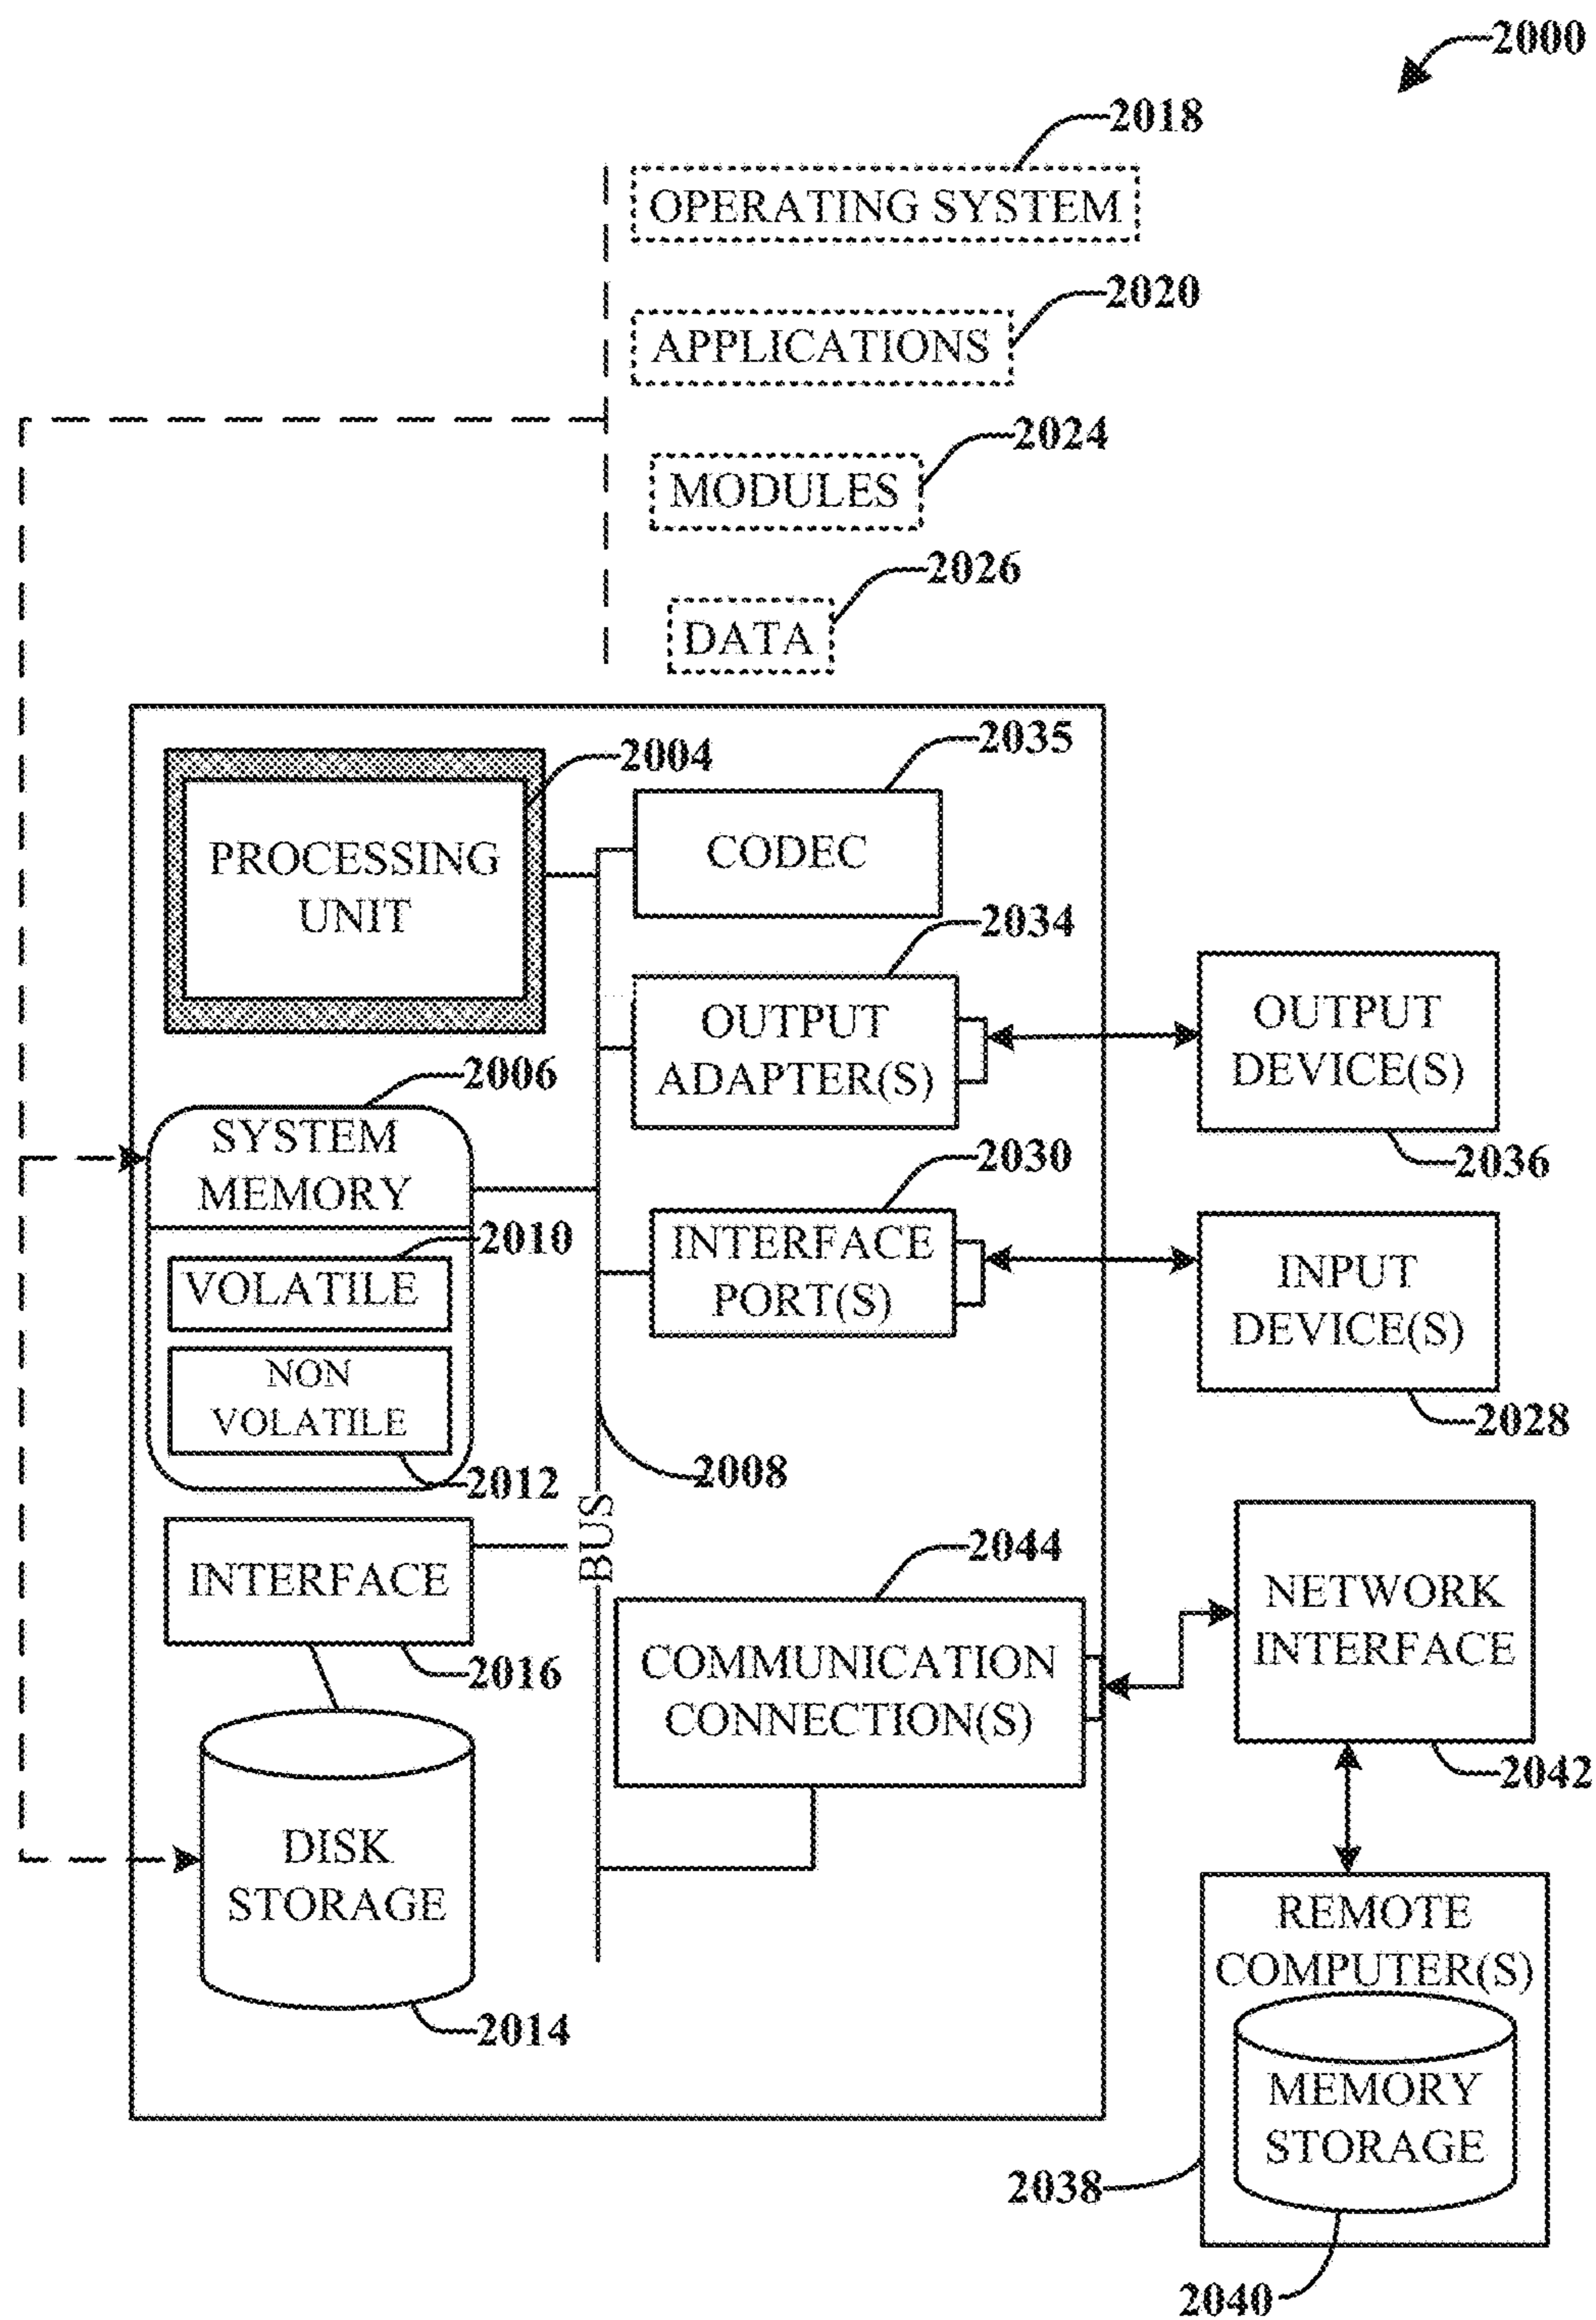 2000
2018
OPERATING SYSTEM
2020
APPLICATIONS
2024
MODULES
2026
DATA
2004
PROCESSING
UNIT
2035
CODEC
2034
OUTPUT
ADAPTER(S)
OUTPUT
DEVICE(S)
2036
2006
SYSTEM
MEMORY
2010
VOLATILE
NON
VOLATILE
2012
2030
INTERFACE
PORT(S)
INPUT
DEVICE(S)
2028
2008
BUS
INTERFACE
2016
2044
COMMUNICATION
CONNECTION(S)
NETWORK
INTERFACE
2042
DISK
STORAGE
2014
REMOTE
COMPUTER(S)
MEMORY
STORAGE
2038
2040